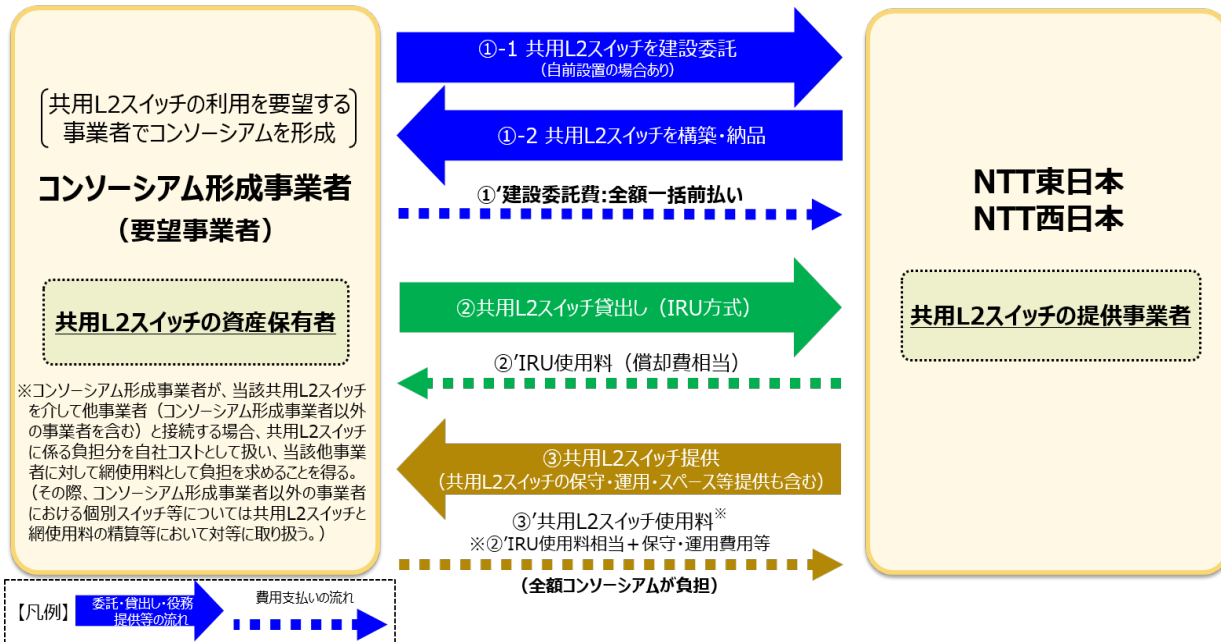 共用L2スイッチの利用を要望する
事業者でコンソーシアムを形成
コンソーシアム形成事業者
（要望事業者）
共用L2スイッチの資産保有者
※コンソーシアム形成事業者が、当該共用L2スイッチ
を介して他事業者（コンソーシアム形成事業者以外
の事業者を含む）と接続する場合、共用L2スイッチ
に係る負担分を自社コストとして扱い、当該他事業
者に対して網使用料として負担を求めることを得る。
（その際、コンソーシアム形成事業者以外の事業者
における個別スイッチ等については共用L2スイッチと
網使用料の精算等において対等に取り扱う。）
①-1 共用L2スイッチを建設委託
（自前設置の場合あり）
①-2 共用L2スイッチを構築・納品
①’建設委託費:全額一括前払い
②共用L2スイッチ貸出し（IRU方式）
②’IRU使用料（償却費相当）
③共用L2スイッチ提供
（共用L2スイッチの保守・運用・スペース等提供も含む）
③’共用L2スイッチ使用料※
※②’IRU使用料相当＋保守・運用費用等
（全額コンソーシアムが負担）
NTT東日本
NTT西日本
共用L2スイッチの提供事業者
【凡例】
委託・貸出し・役務
提供等の流れ
費用支払いの流れ